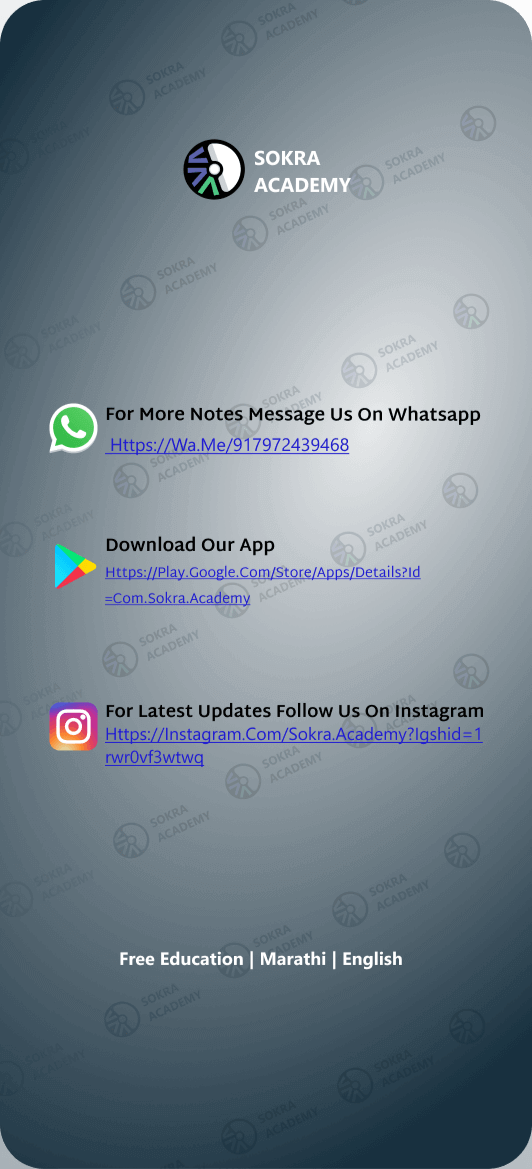 SOKRA
ACADEMY
For More Notes Message Us On Whatsapp
Https://Wa.Me/917972439468
Download Our App
Https://Play.Google.Com/Store/Apps/Details?Id
=Com.Sokra.Academy
For Latest Updates Follow Us On Instagram
Https://Instagram.Com/Sokra.Academy?Igshid=1
rwr0vf3wtwq
Free Education | Marathi | English